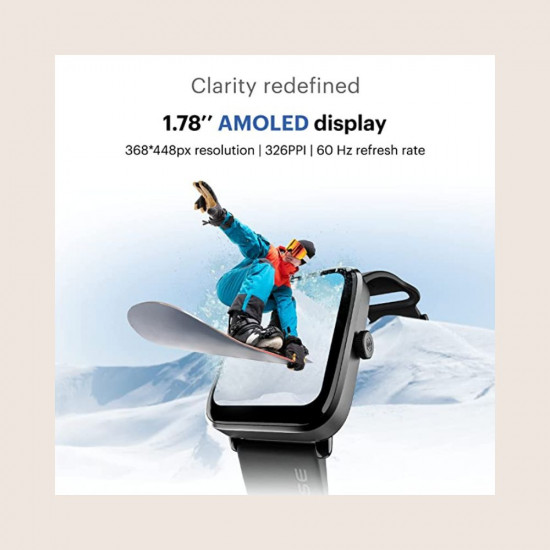 Clarity redefined
1.78’’ AMOLED display
368*448px resolution | 326PPI | 60 Hz refresh rate